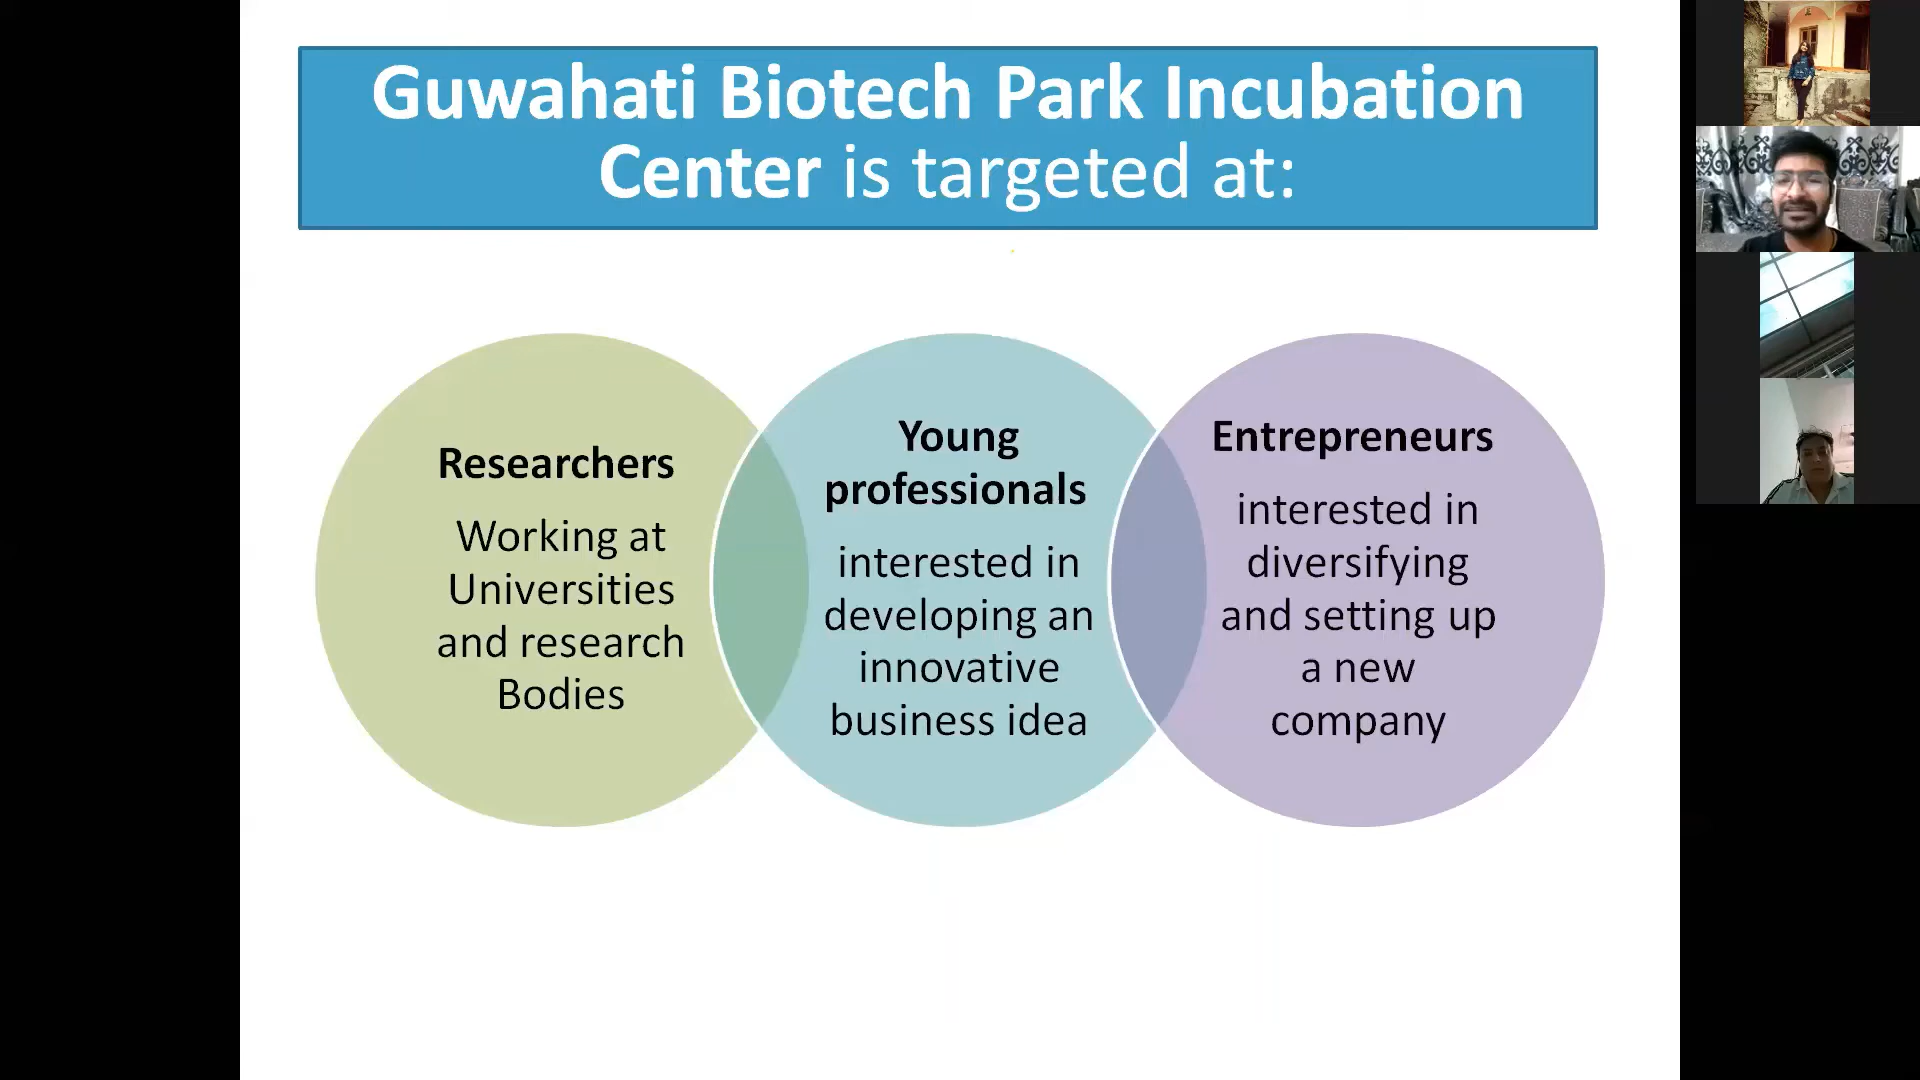 Guwahati Biotech Park Incubation
Center is targeted at:
Researchers
Working at
Universities
and research
Bodies
Young
professionals
interested in
developing an
innovative
business idea
Entrepreneurs
interested in
diversifying
and setting up
a new
company